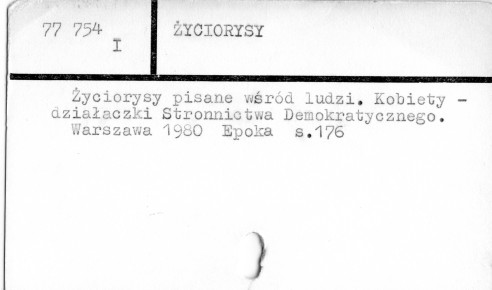 77 754
I
ŻYCIORYSY
Życiorysy pisane wśród ludzi. Kobiety -
działaczki Stronnictwa Demokratycznego.
Warszawa 1980 Epoka s.176